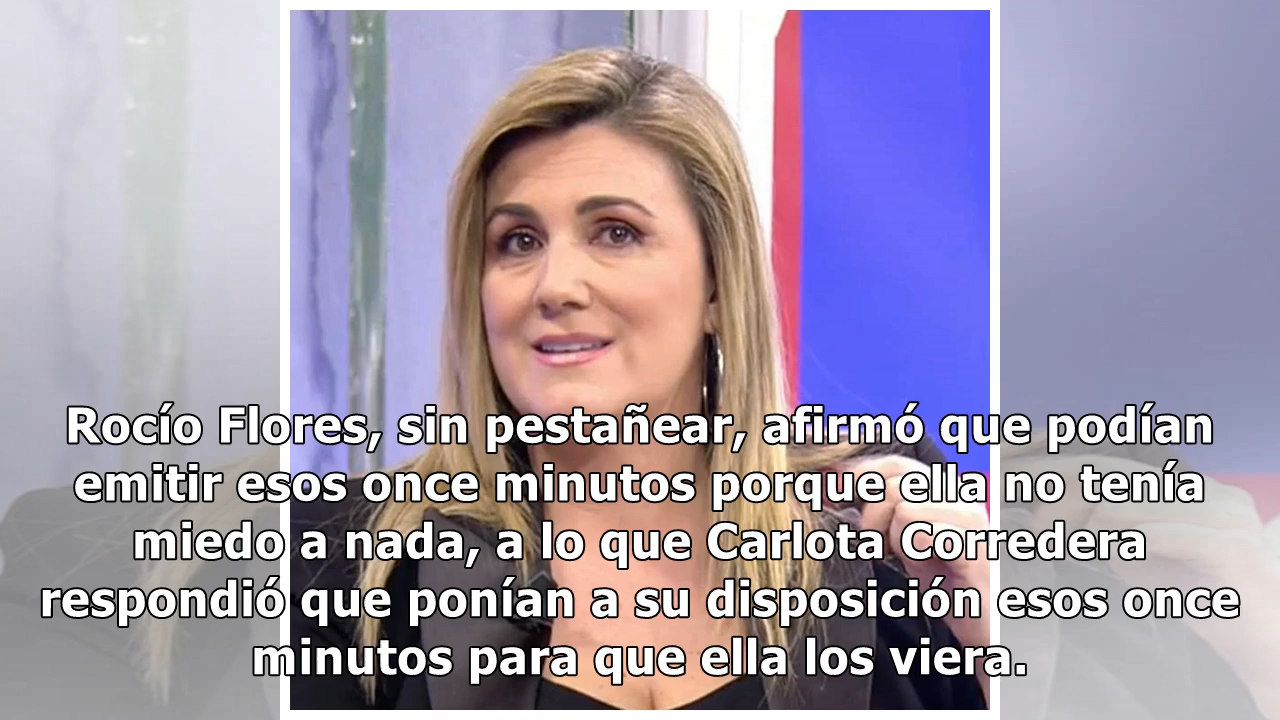 Rocío Flores, sin pestañear, afirmó que podían
emitir esos once minutos porque ella no tenía
miedo a nada, a lo que Carlota Corredera
respondió que ponían a su disposición esos once
minutos para que ella los viera.